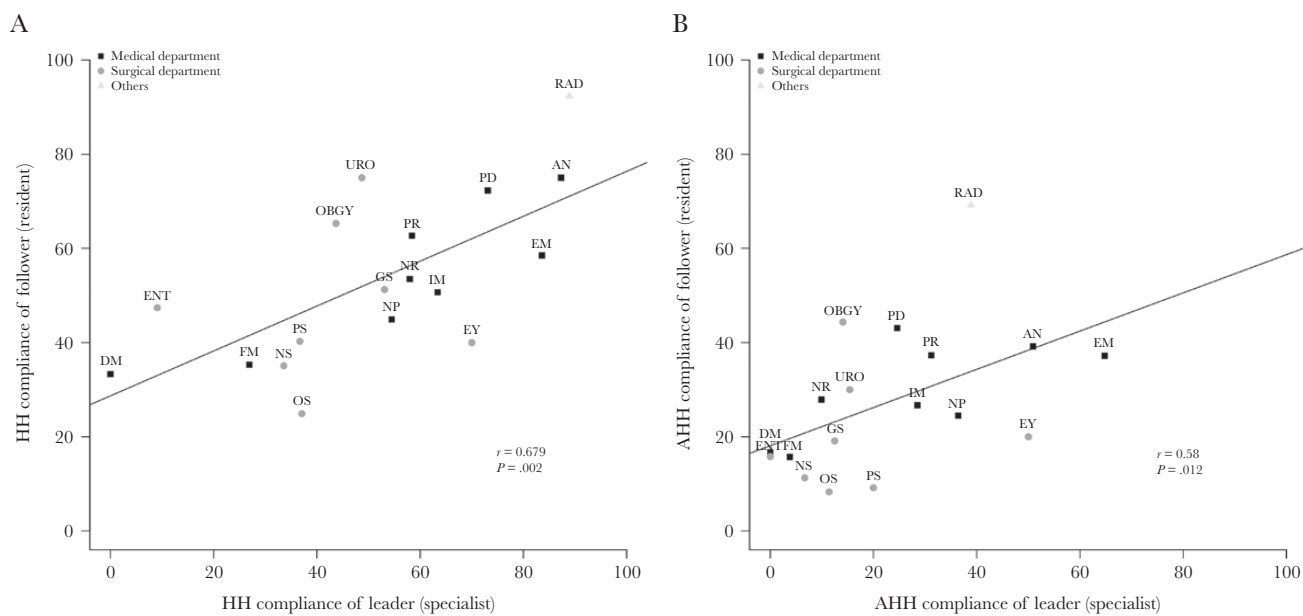 A
Medical department
Surgical department
Others
HH compliance of follower (resident)
100
80
60
40
20
0
RAD
URO
PD
AN
OBGY
PR
EM
NR
GS
IM
ENT
NP
PS
EY
DM
FM
NS
OS
r = 0.679
P = .002
0 20 40 60 80 100
HH compliance of leader (specialist)
B
Medical department
Surgical department
Others
AHH compliance of follower (resident)
100
80
60
40
20
0
RAD
OBGY
PD
PR
AN
EM
URO
NR
IM
NP
GS
EY
DM
ENT
FM
NS
OS
PS
r = 0.58
P = .012
0 20 40 60 80 100
AHH compliance of leader (specialist)